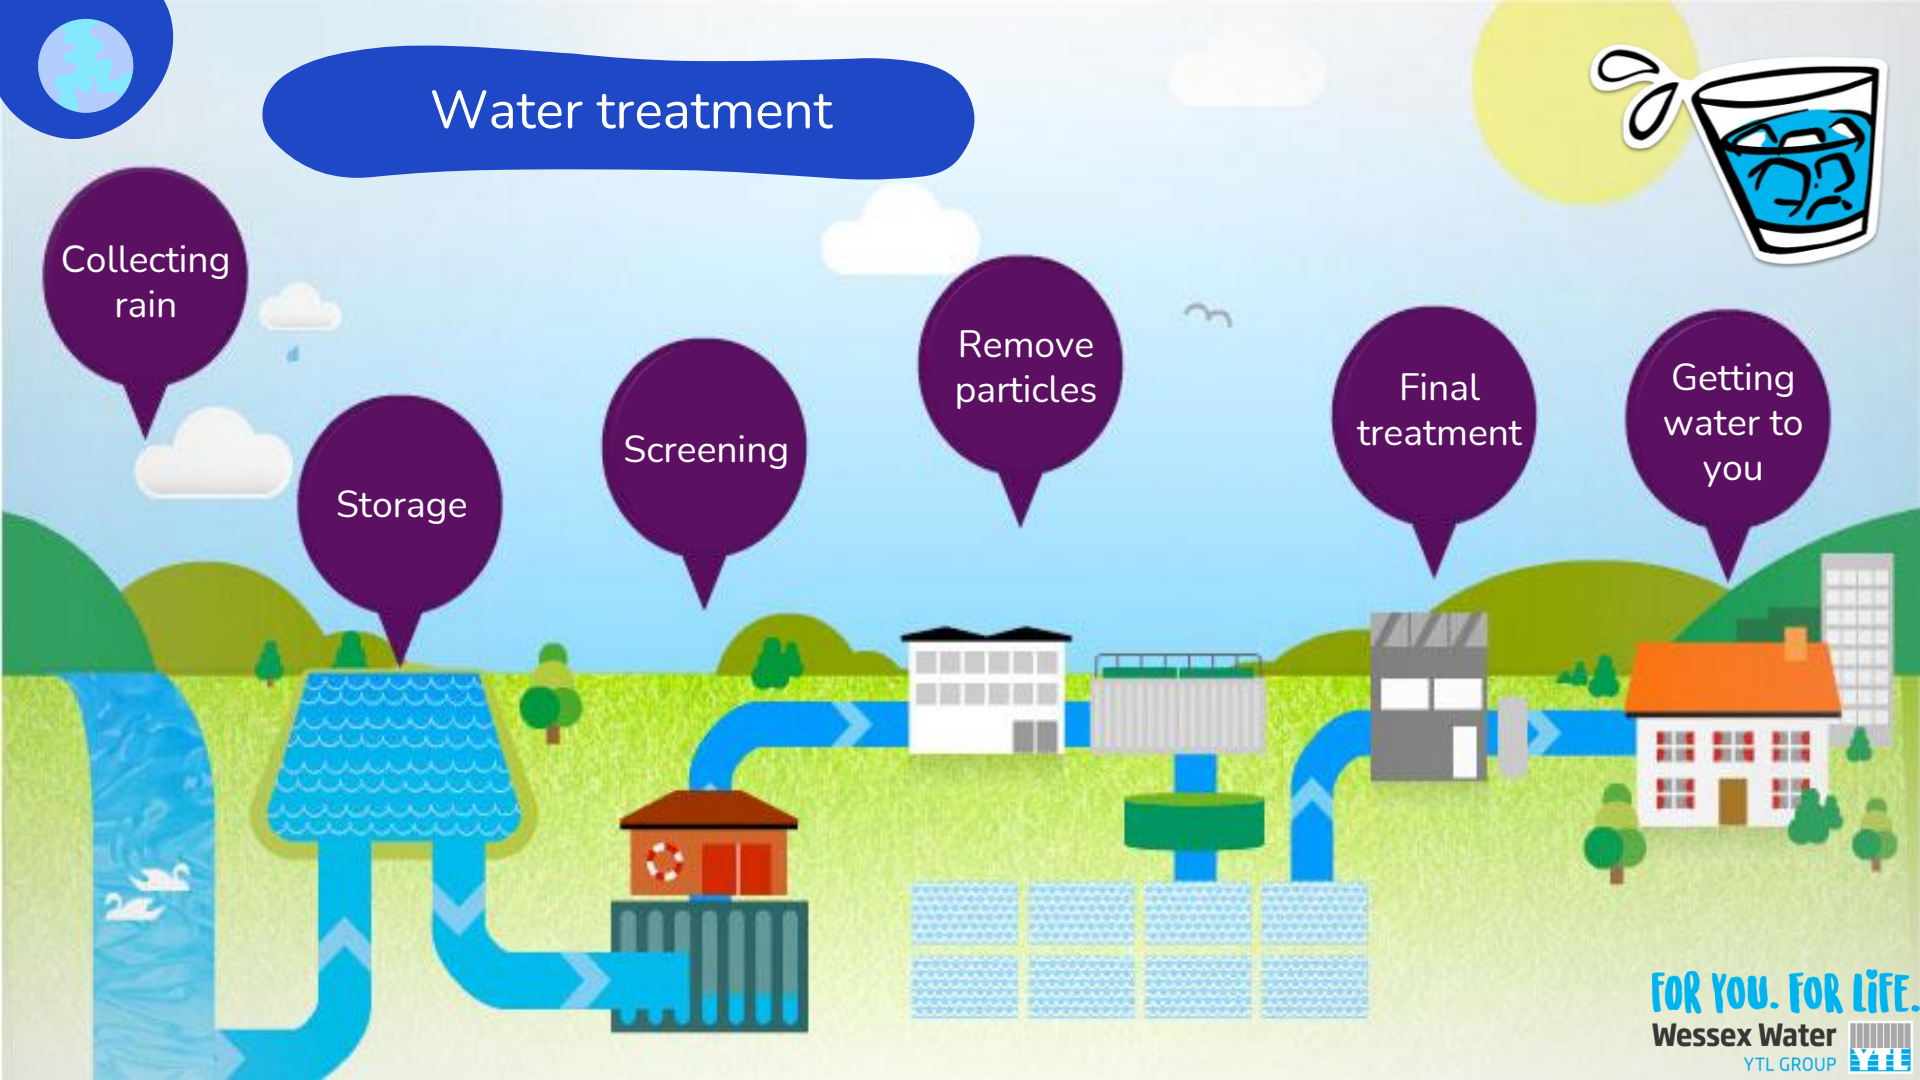 Water treatment
Collecting
rain
Storage
Screening
Remove
particles
Final
treatment
Getting
water to
you
FOR YOU. FOR LIFE.
Wessex Water
YTL GROUP
YTL